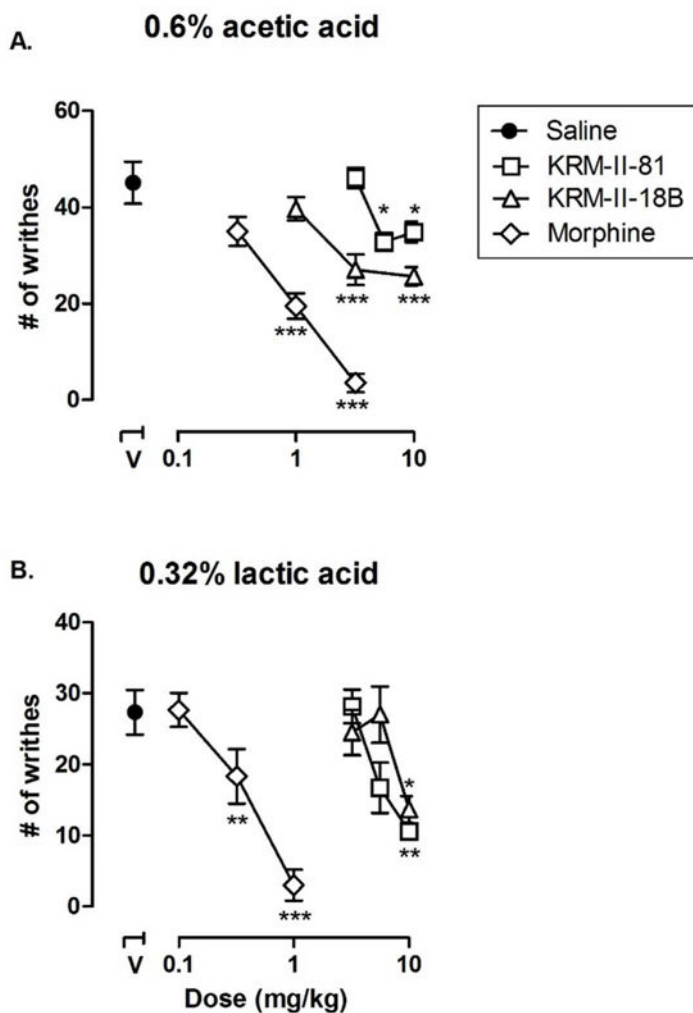 A.
0.6% acetic acid
60
40
20
0
# of writhes
* *
*** ***
***
***
V 0.1 1 10
Saline
KRM-II-81
KRM-II-18B
Morphine
B.
0.32% lactic acid
40
30
20
10
0
# of writhes
*
**
**
***
V 0.1 1 10
Dose (mg/kg)